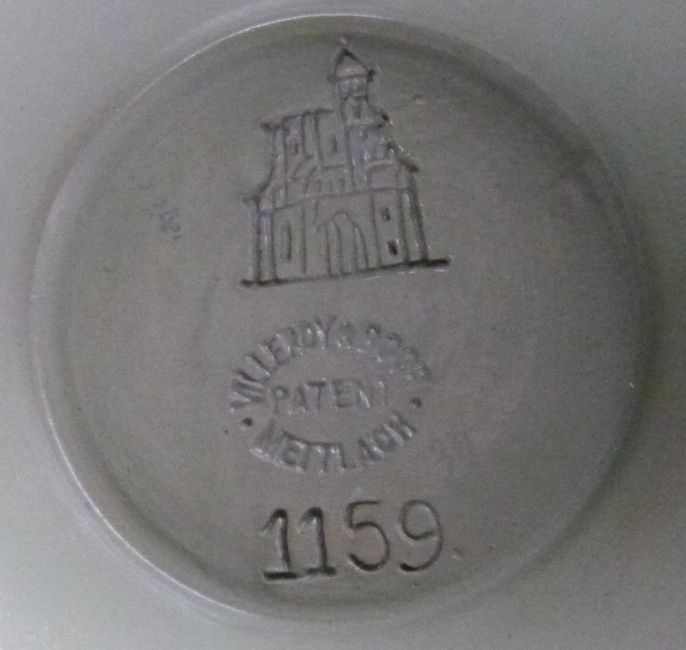 VILLEROY & BOCH
PATENT
METTLACH
1159.